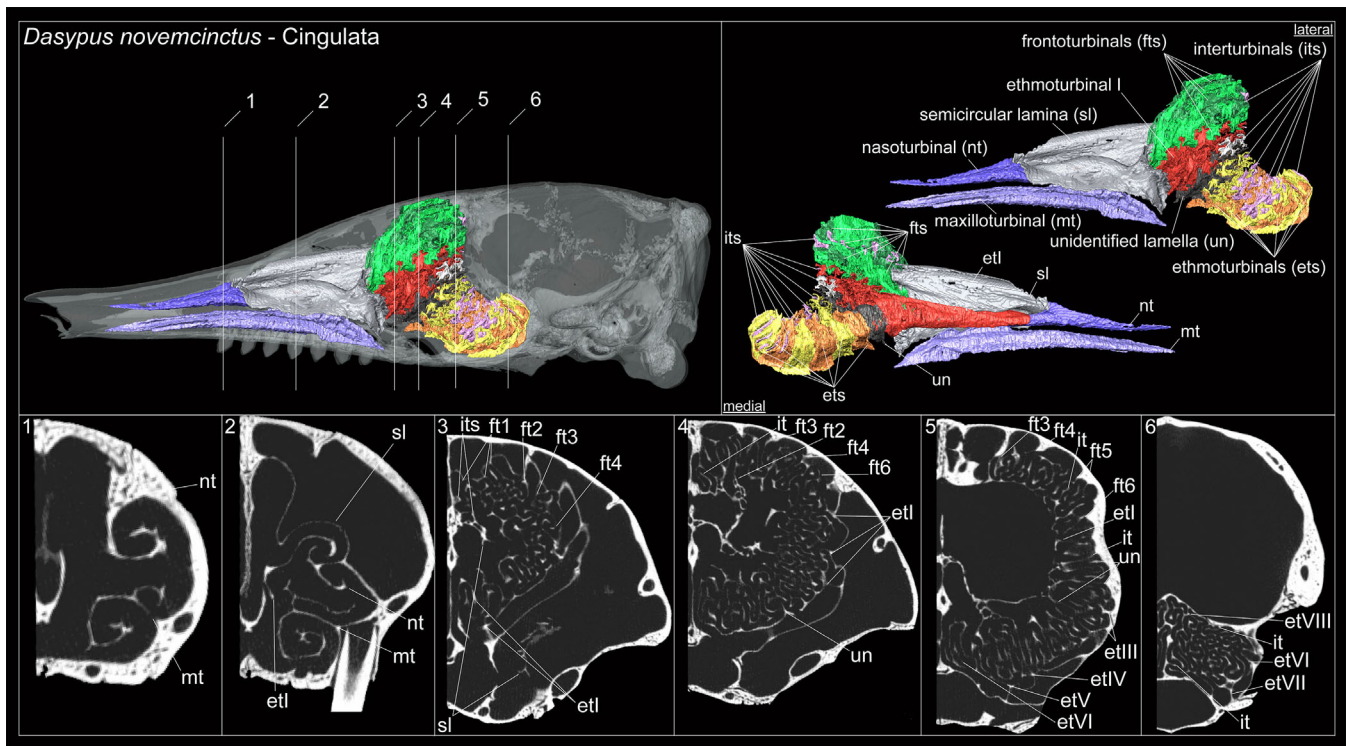 Dasypus novemcinctus - Cingulata
1
2
3
4
5
6
lateral
frontoturbinals (fts)
interturbinals (its)
ethmoturbinal I
semicircular lamina (sl)
nasoturbinal (nt)
maxilloturbinal (mt)
unidentified lamella (un)
ethmoturbinals (ets)
its
fts
etI
sl
nt
mt
un
ets
medial
1
nt
mt
2
sl
nt
mt
etI
3
its
ft1
ft2
ft3
ft4
etI
sl
4
it
ft3
ft2
ft4
ft6
etI
un
5
ft3
ft4
it
ft5
ft6
etI
it
un
etIII
etIV
etV
etVI
6
etVIII
it
etVI
etVII
it